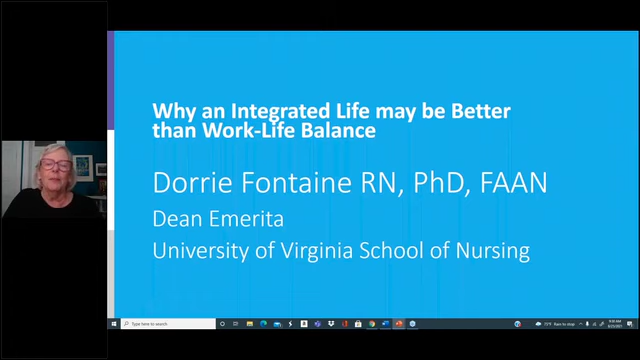 Why an Integrated Life may be Better
than Work-Life Balance
Dorrie Fontaine RN, PhD, FAAN
Dean Emerita
University of Virginia School of Nursing
Type here to search